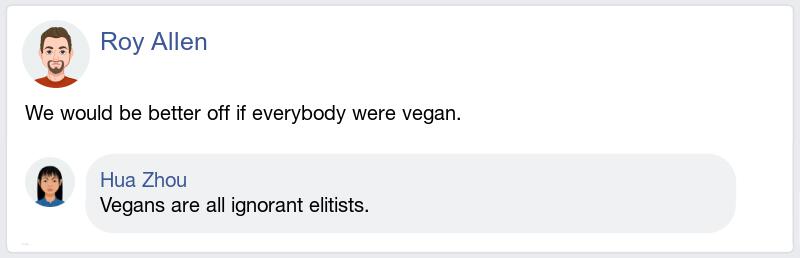 Roy Allen
We would be better off if everybody were vegan.
Hua Zhou
Vegans are all ignorant elitists.